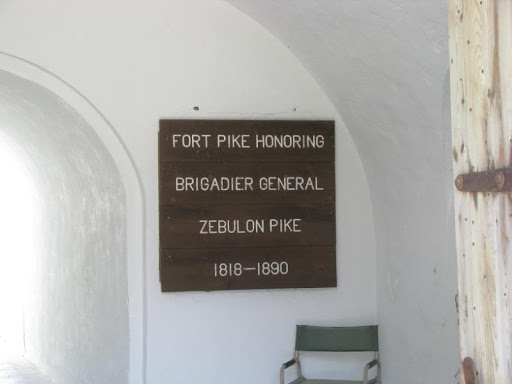 FORT PIKE HONORING
BRIGADIER GENERAL
ZEBULON PIKE
1818—1890